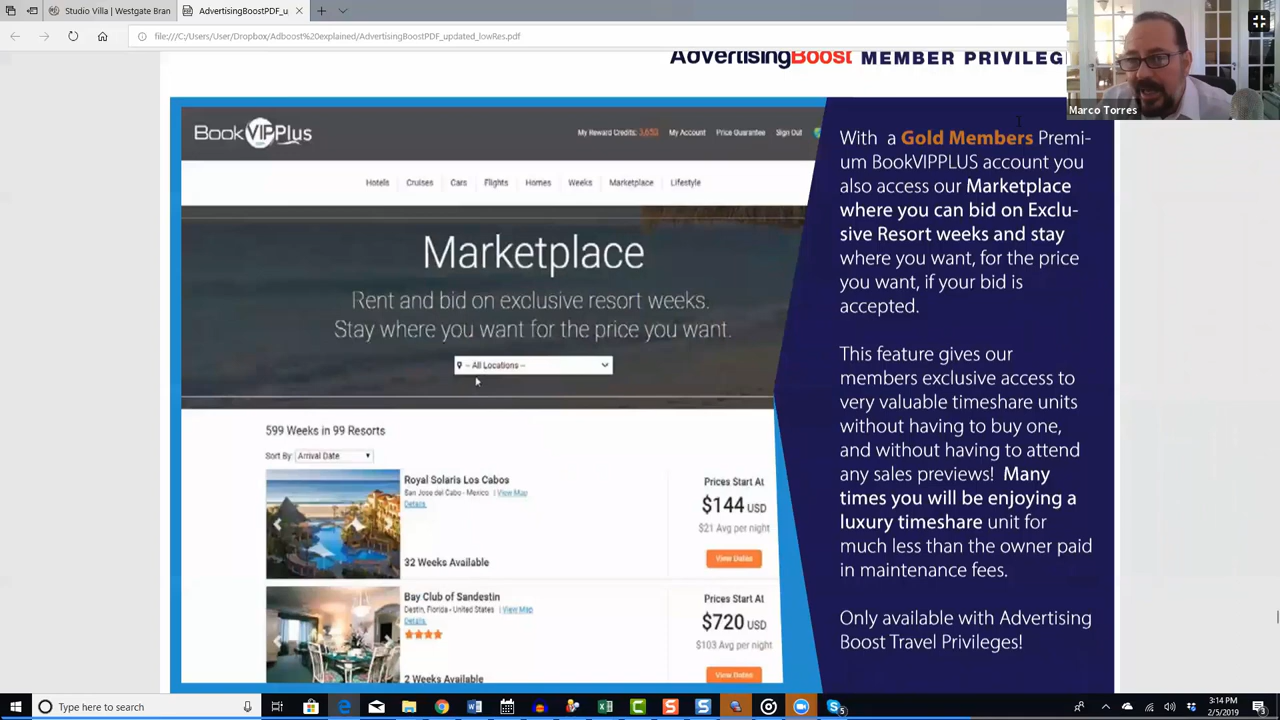 Studio Villa | Westgate Bran
AdvertisingBoostPDF_u
file:///C:/Users/User/Dropbox/Adboost%20explained/AdvertisingBoostPDF_updated_lowRes.pdf
AdvertisingBoost MEMBER PRIVILEG
Marco Torres
BookVIPPlus
.com
My Reward Credits: 3,653 My Account Price Guarantee Sign Out
Hotels Cruises Cars Flights Homes Weeks Marketplace Lifestyle
Marketplace
Rent and bid on exclusive resort weeks.
Stay where you want for the price you want.
-- All Locations --
599 Weeks in 99 Resorts
Sort By: Arrival Date
Royal Solaris Los Cabos
San Jose del Cabo - Mexico | View Map
Details
32 Weeks Available
Prices Start At
$144 USD
$21 Avg per night
View Dates
Bay Club of Sandestin
Destin, Florida - United States | View Map
Details
2 Weeks Available
Prices Start At
$720 USD
$103 Avg per night
View Dates
With a Gold Members Premi-
um BookVIPPLUS account you
also access our Marketplace
where you can bid on Exclu-
sive Resort weeks and stay
where you want, for the price
you want, if your bid is
accepted.
This feature gives our
members exclusive access to
very valuable timeshare units
without having to buy one,
and without having to attend
any sales previews! Many
times you will be enjoying a
luxury timeshare unit for
much less than the owner paid
in maintenance fees.
Only available with Advertising
Boost Travel Privileges!
Type here to search
3:14 PM
2/5/2019